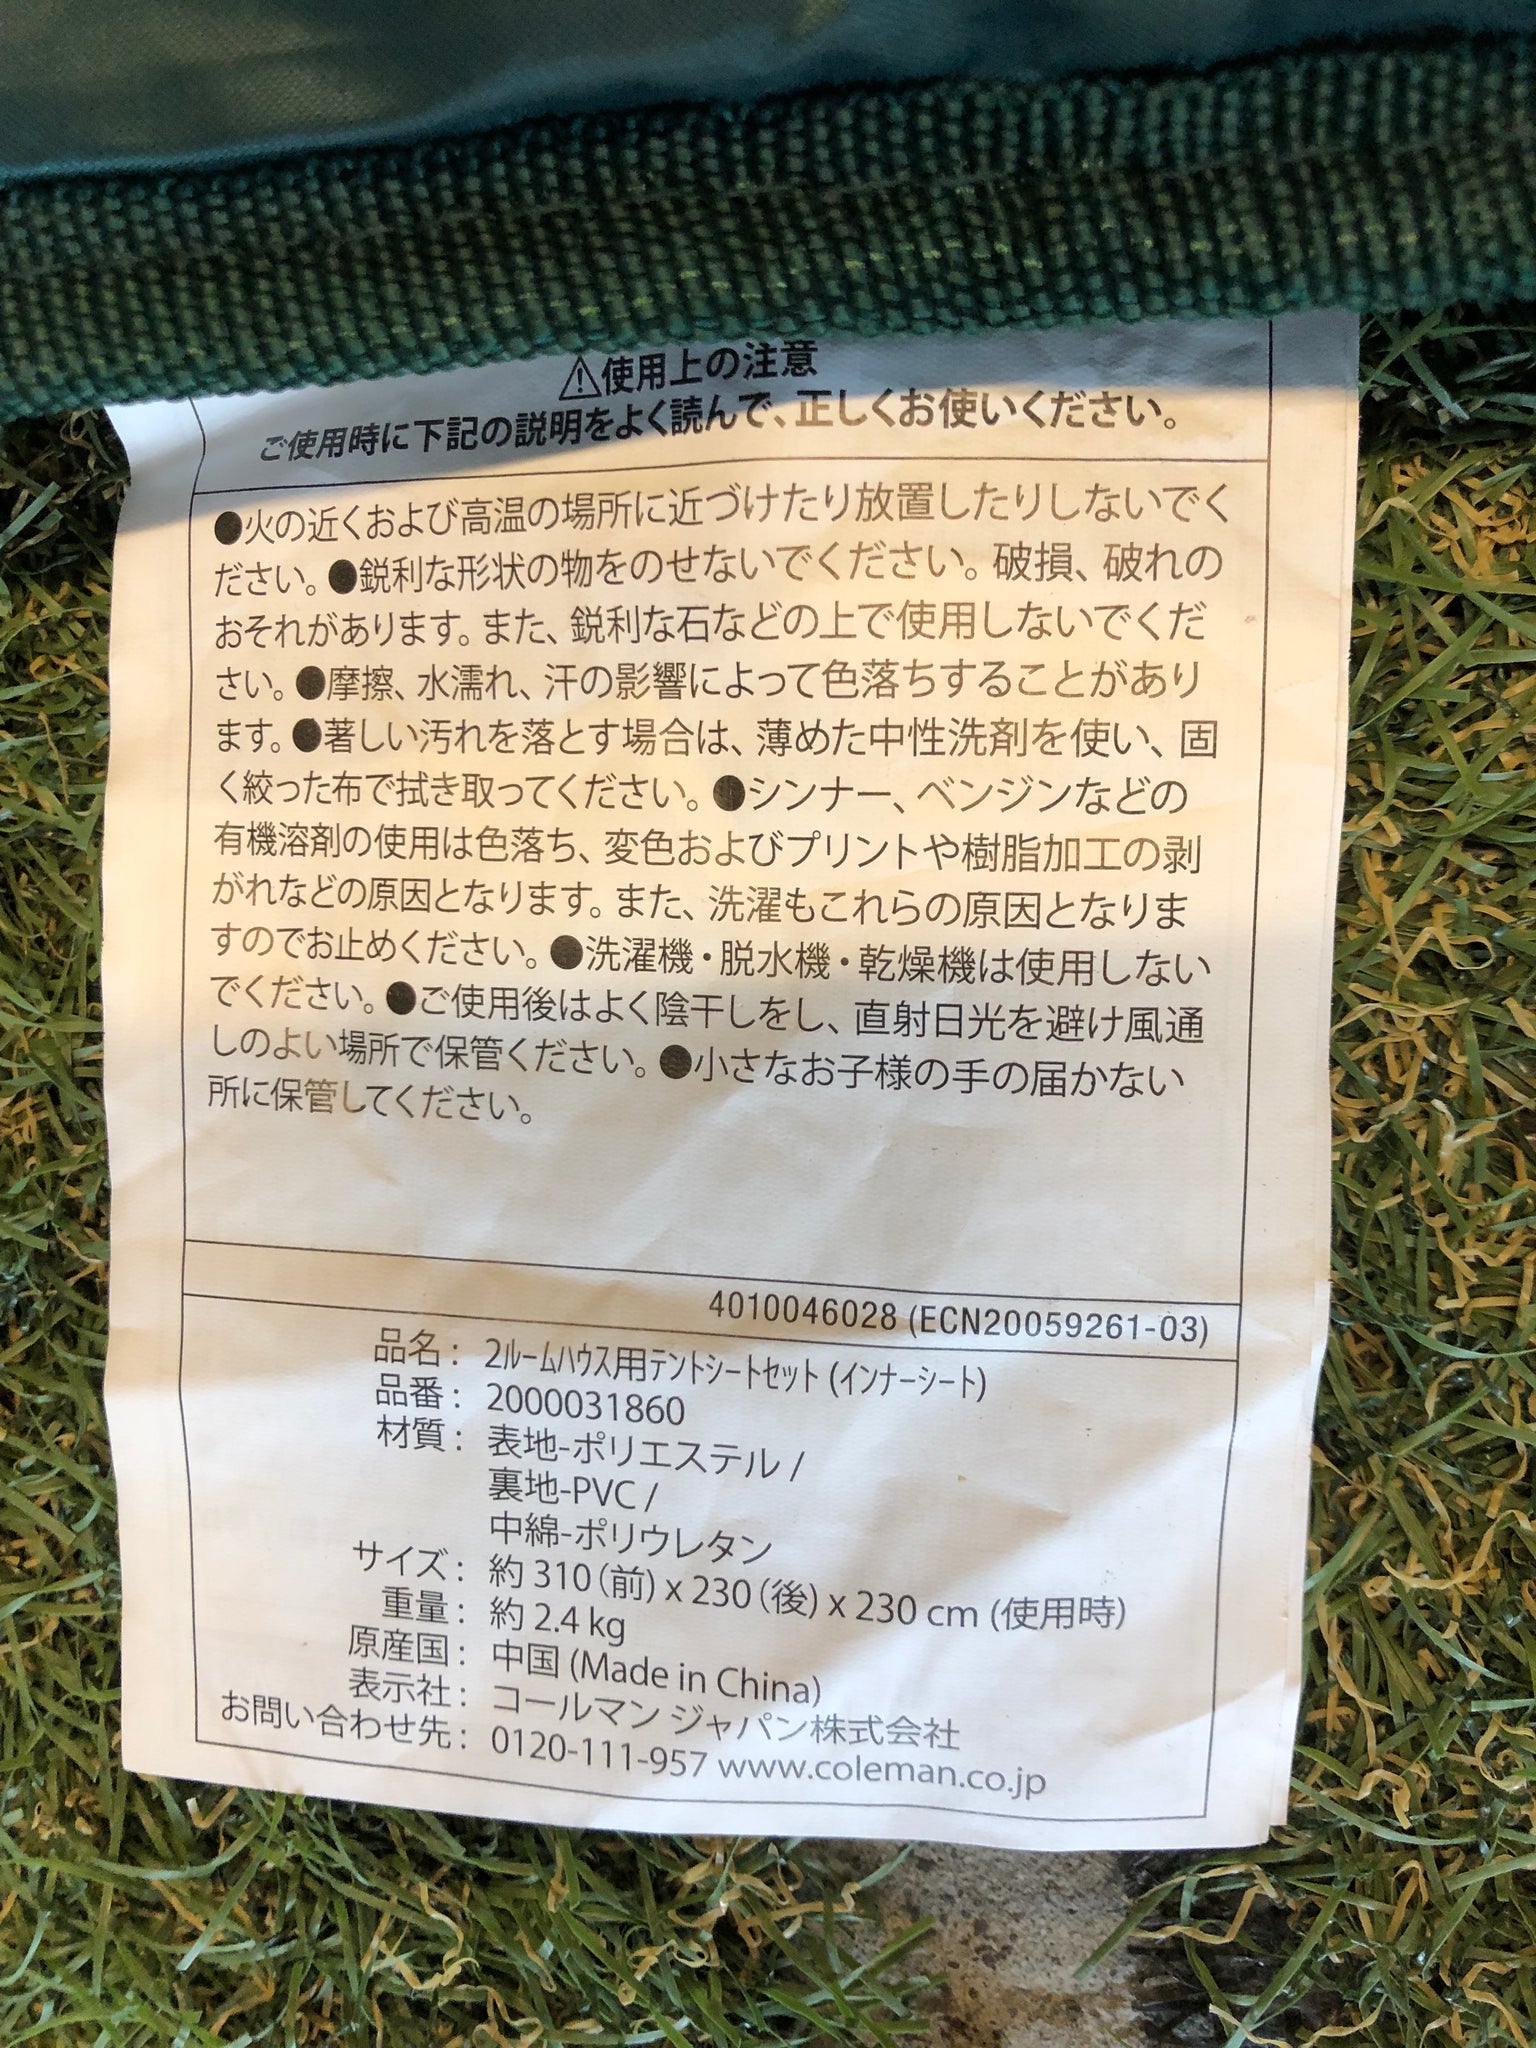 ⚠使用上の注意
ご使用時に下記の説明をよく読んで、正しくお使いください。
●火の近くおよび高温の場所に近づけたり放置したりしないでく
ださい。●鋭利な形状の物をのせないでください。破損、破れの
おそれがあります。また、鋭利な石などの上で使用しないでくだ
さい。●摩擦、水濡れ、汗の影響によって色落ちすることがあり
ます。●著しい汚れを落とす場合は、薄めた中性洗剤を使い、固
く絞った布で拭き取ってください。●シンナー、ベンジンなどの
有機溶剤の使用は色落ち、変色およびプリントや樹脂加工の剥
がれなどの原因となります。また、洗濯もこれらの原因となりま
すのでお止めください。●洗濯機・脱水機・乾燥機は使用しない
でください。●ご使用後はよく陰干しをし、直射日光を避け風通
しのよい場所で保管ください。●小さなお子様の手の届かない
所に保管してください。
4010046028 (ECN20059261-03)
品名： 2ルームハウス用テントシートセット (インナーシート)
品番： 2000031860
材質： 表地-ポリエステル /
裏地-PVC /
中綿-ポリウレタン
サイズ： 約 310（前) x 230（後) x 230 cm (使用時)
重量： 約 2.4 kg
原産国： 中国 (Made in China)
表示社： コールマン ジャパン株式会社
お問い合わせ先： 0120-111-957 www.coleman.co.jp